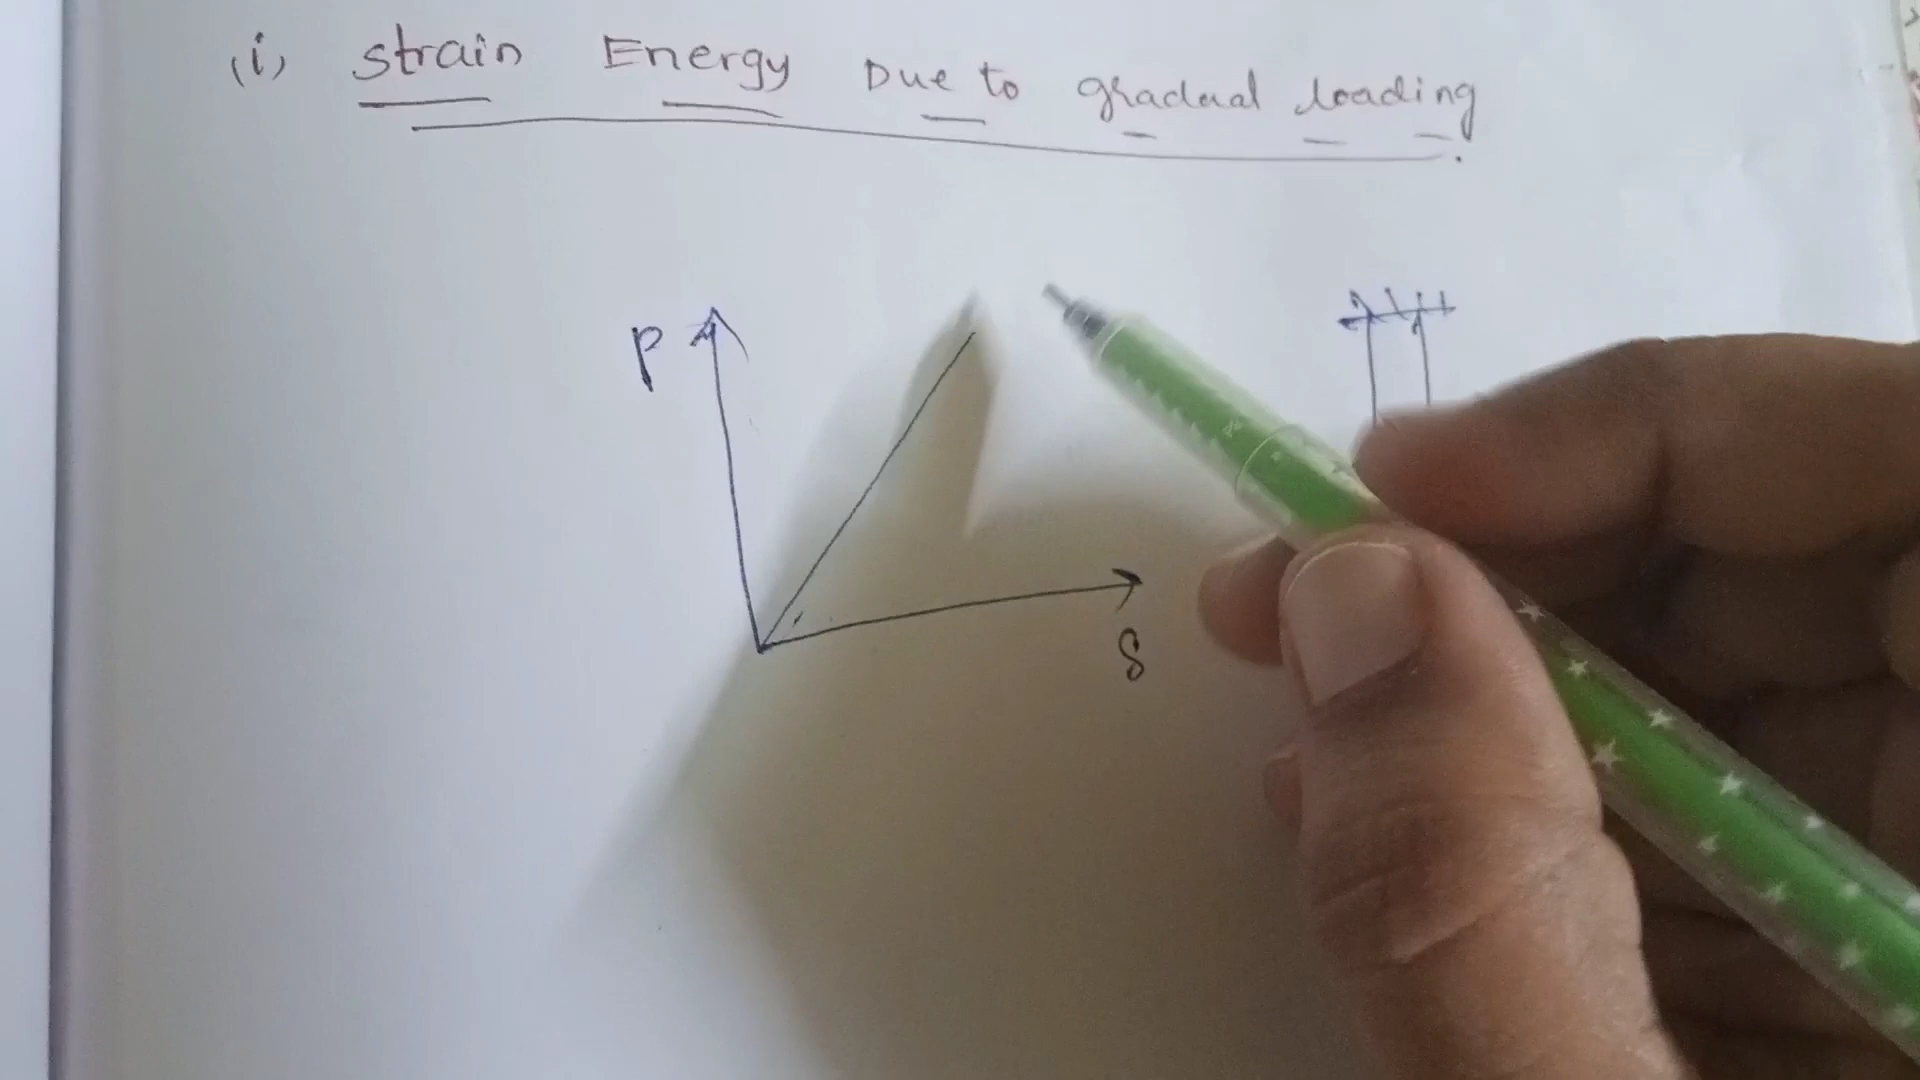 (i) Strain Energy Due to gradual loading.
P
δ